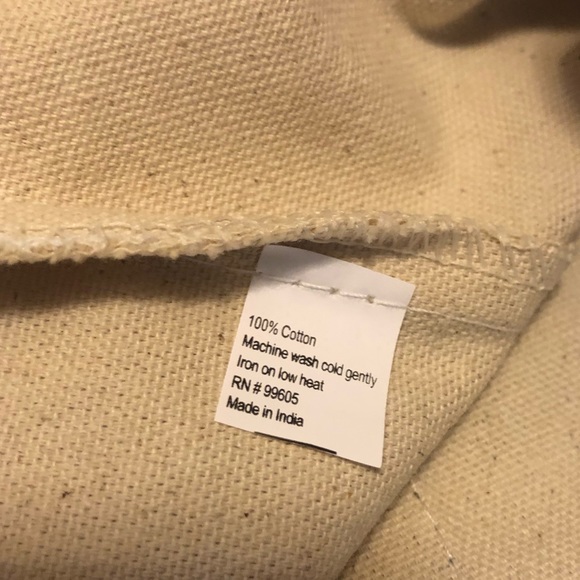 100% Cotton
Machine wash cold gently
Iron on low heat
RN # 99605
Made in India